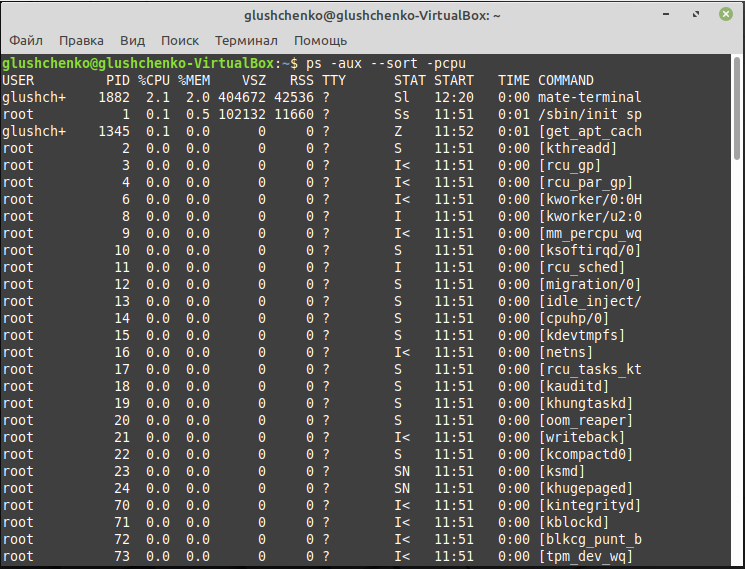 glushchenko@glushchenko-VirtualBox: ~
Файл Правка Вид Поиск Терминал Помощь
glushchenko@glushchenko-VirtualBox:~$ ps -aux --sort -pcpu
USER PID %CPU %MEM VSZ RSS TTY STAT START TIME COMMAND
glushch+ 1882 2.1 2.0 404672 42536 ? Sl 12:20 0:00 mate-terminal
root 1 0.1 0.5 102132 11660 ? Ss 11:51 0:01 /sbin/init sp
glushch+ 1345 0.1 0.0 0 0 ? Z 11:52 0:01 [get_apt_cach
root 2 0.0 0.0 0 0 ? S 11:51 0:00 [kthreadd]
root 3 0.0 0.0 0 0 ? I< 11:51 0:00 [rcu_gp]
root 4 0.0 0.0 0 0 ? I< 11:51 0:00 [rcu_par_gp]
root 6 0.0 0.0 0 0 ? I< 11:51 0:00 [kworker/0:0H
root 8 0.0 0.0 0 0 ? I 11:51 0:00 [kworker/u2:0
root 9 0.0 0.0 0 0 ? I< 11:51 0:00 [mm_percpu_wq
root 10 0.0 0.0 0 0 ? S 11:51 0:00 [ksoftirqd/0]
root 11 0.0 0.0 0 0 ? I 11:51 0:00 [rcu_sched]
root 12 0.0 0.0 0 0 ? S 11:51 0:00 [migration/0]
root 13 0.0 0.0 0 0 ? S 11:51 0:00 [idle_inject/
root 14 0.0 0.0 0 0 ? S 11:51 0:00 [cpuhp/0]
root 15 0.0 0.0 0 0 ? S 11:51 0:00 [kdevtmpfs]
root 16 0.0 0.0 0 0 ? I< 11:51 0:00 [netns]
root 17 0.0 0.0 0 0 ? S 11:51 0:00 [rcu_tasks_kt
root 18 0.0 0.0 0 0 ? S 11:51 0:00 [kauditd]
root 19 0.0 0.0 0 0 ? S 11:51 0:00 [khungtaskd]
root 20 0.0 0.0 0 0 ? S 11:51 0:00 [oom_reaper]
root 21 0.0 0.0 0 0 ? I< 11:51 0:00 [writeback]
root 22 0.0 0.0 0 0 ? S 11:51 0:00 [kcompactd0]
root 23 0.0 0.0 0 0 ? SN 11:51 0:00 [ksmd]
root 24 0.0 0.0 0 0 ? SN 11:51 0:00 [khugepaged]
root 70 0.0 0.0 0 0 ? I< 11:51 0:00 [kintegrityd]
root 71 0.0 0.0 0 0 ? I< 11:51 0:00 [kblockd]
root 72 0.0 0.0 0 0 ? I< 11:51 0:00 [blkcg_punt_b
root 73 0.0 0.0 0 0 ? I< 11:51 0:00 [tpm_dev_wq]